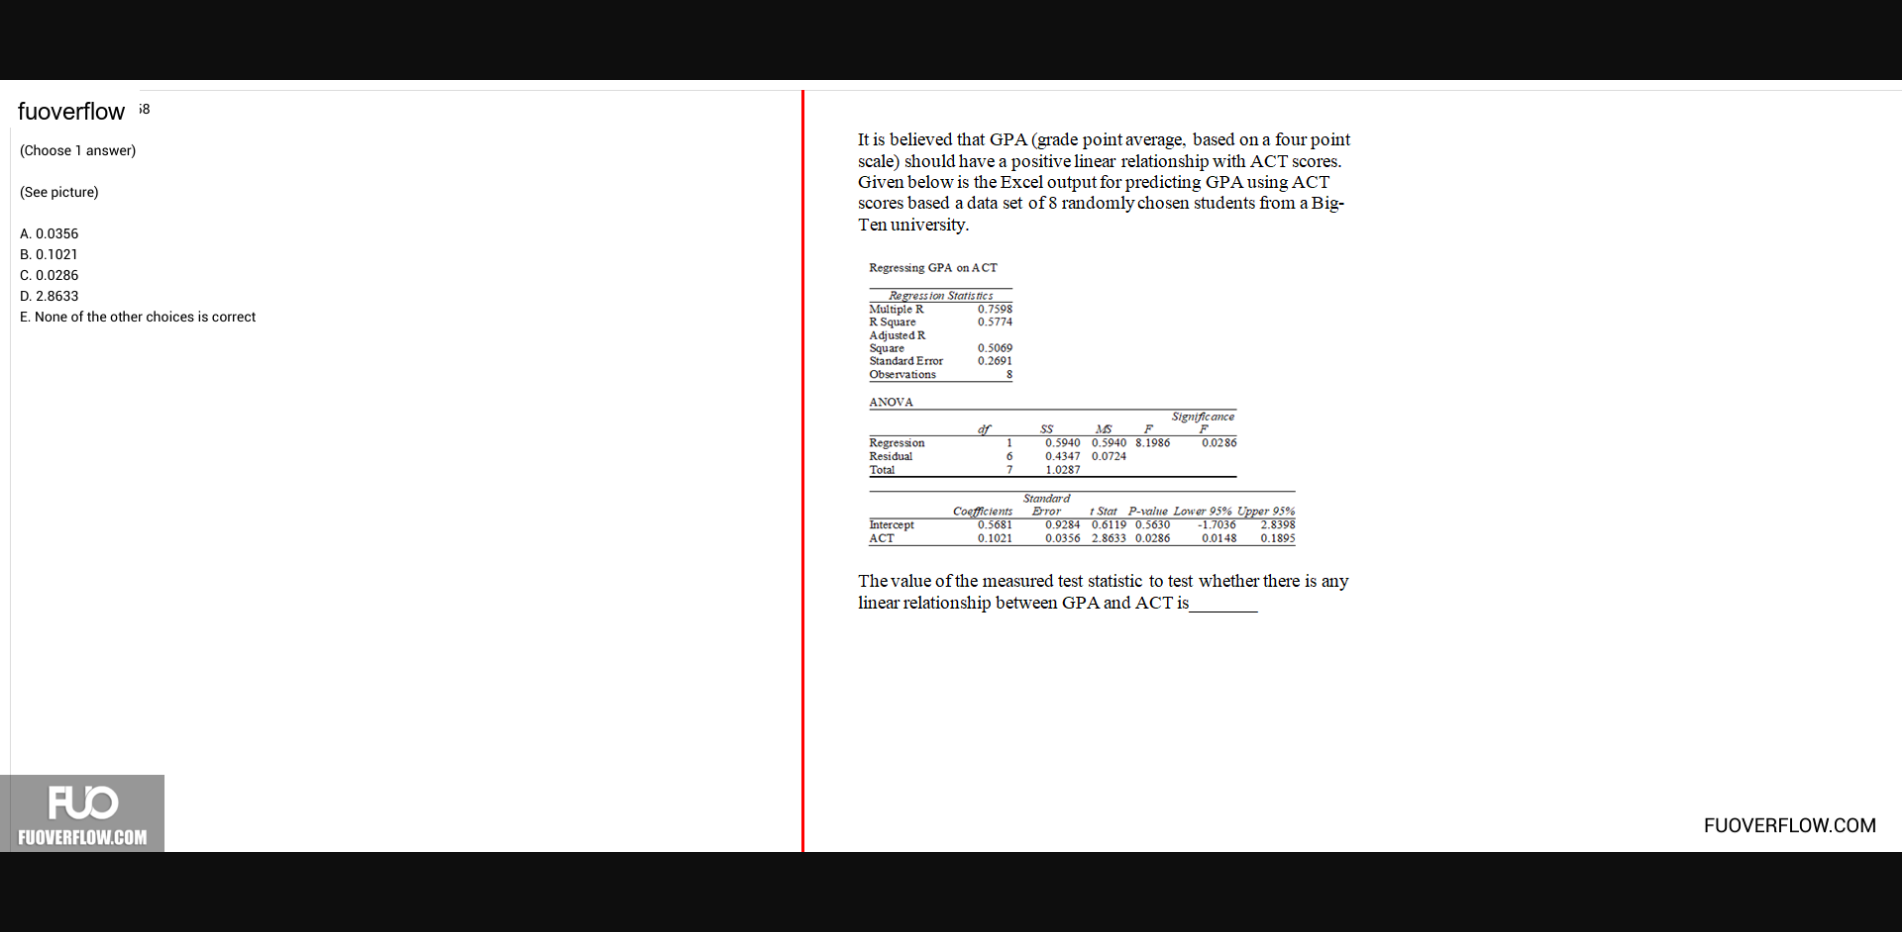 fuoverflow
(Choose 1 answer)
(See picture)
A. 0.0356
B. 0.1021
C. 0.0286
D. 2.8633
E. None of the other choices is correct
FUO
FUOVERFLOW.COM
It is believed that GPA (grade point average, based on a four point
scale) should have a positive linear relationship with ACT scores.
Given below is the Excel output for predicting GPA using ACT
scores based a data set of 8 randomly chosen students from a Big-
Ten university.
Regressing GPA on ACT
Regression Statistics
Multiple R 0.7598
R Square 0.5774
Adjusted R
Square 0.5069
Standard Error 0.2691
Observations 8
ANOVA
Significance
df SS MS F F
Regression 1 0.5940 0.5940 8.1986 0.0286
Residual 6 0.4347 0.0724
Total 7 1.0287
Standard
Coefficients Error t Stat P-value Lower 95% Upper 95%
Intercept 0.5681 0.9284 0.6119 0.5630 -1.7036 2.8398
ACT 0.1021 0.0356 2.8633 0.0286 0.0148 0.1895
The value of the measured test statistic to test whether there is any
linear relationship between GPA and ACT is________
FUOVERFLOW.COM